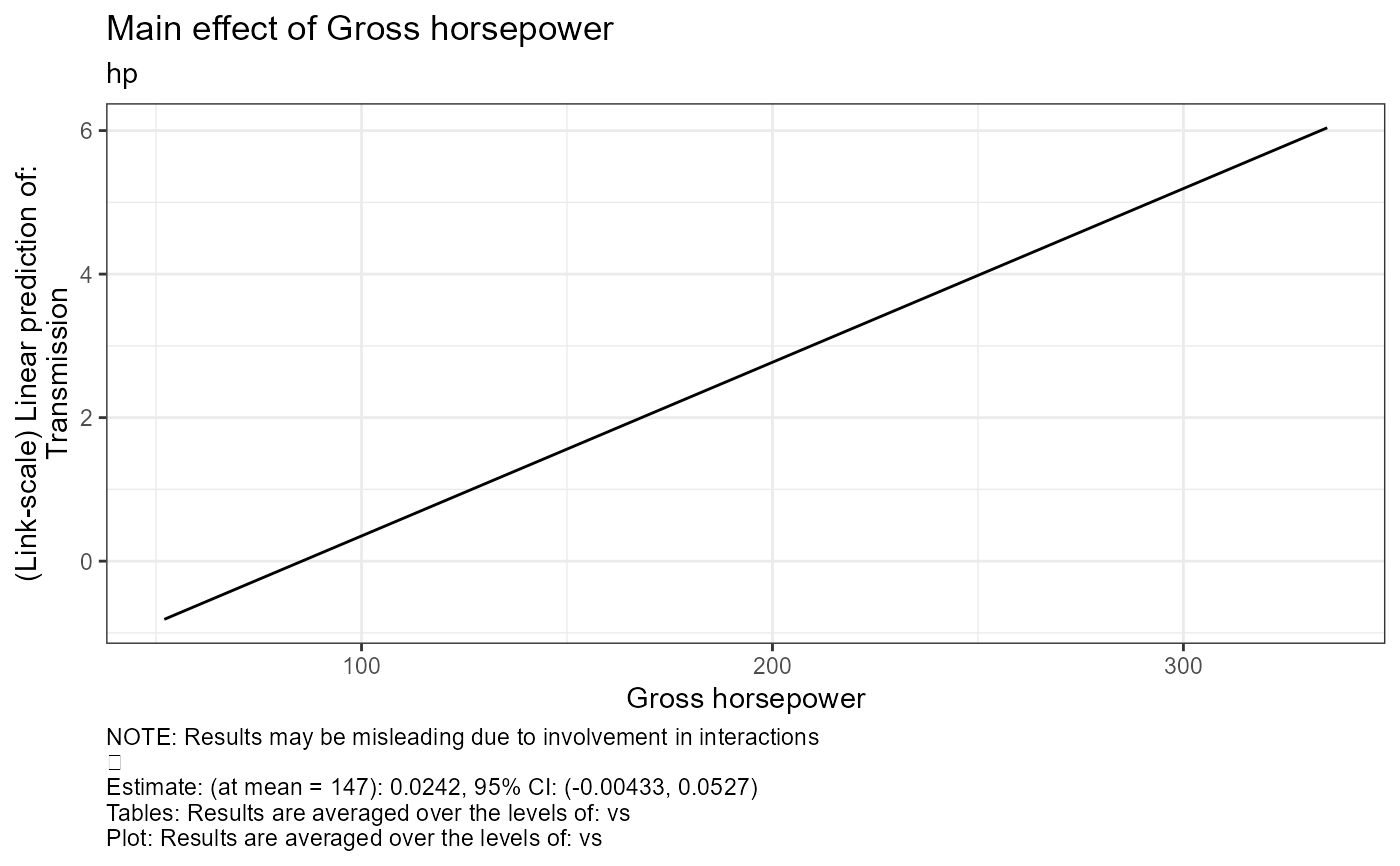 Main effect of Gross horsepower
hp
(Link-scale) Linear prediction of:
Transmission
6
4
2
0
100 200 300
Gross horsepower
NOTE: Results may be misleading due to involvement in interactions
Estimate: (at mean = 147): 0.0242, 95% CI: (-0.00433, 0.0527)
Tables: Results are averaged over the levels of: vs
Plot: Results are averaged over the levels of: vs